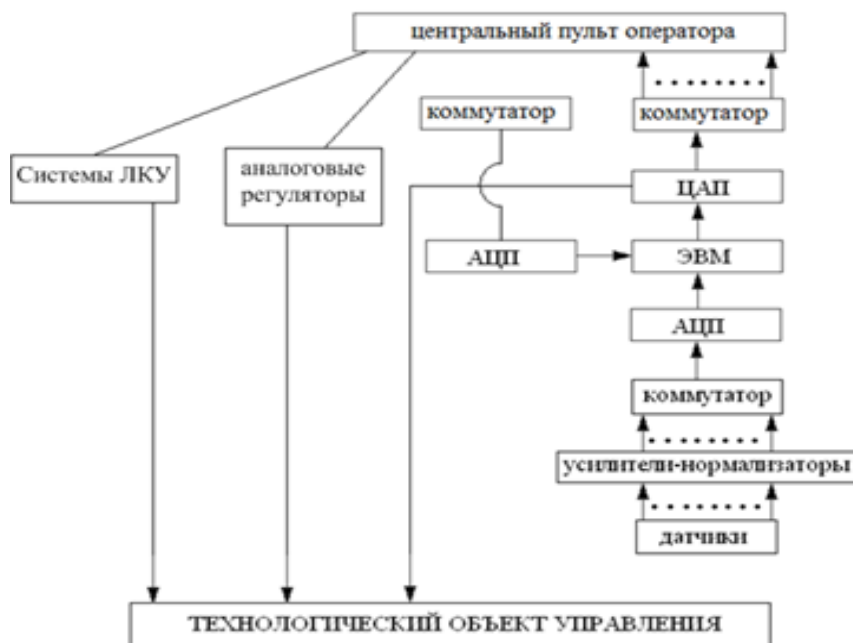 центральный пульт оператора
коммутатор
коммутатор
Системы ЛКУ
аналоговые
регуляторы
ЦАП
АЦП
ЭВМ
АЦП
коммутатор
усилители-нормализаторы
датчики
ТЕХНОЛОГИЧЕСКИЙ ОБЪЕКТ УПРАВЛЕНИЯ